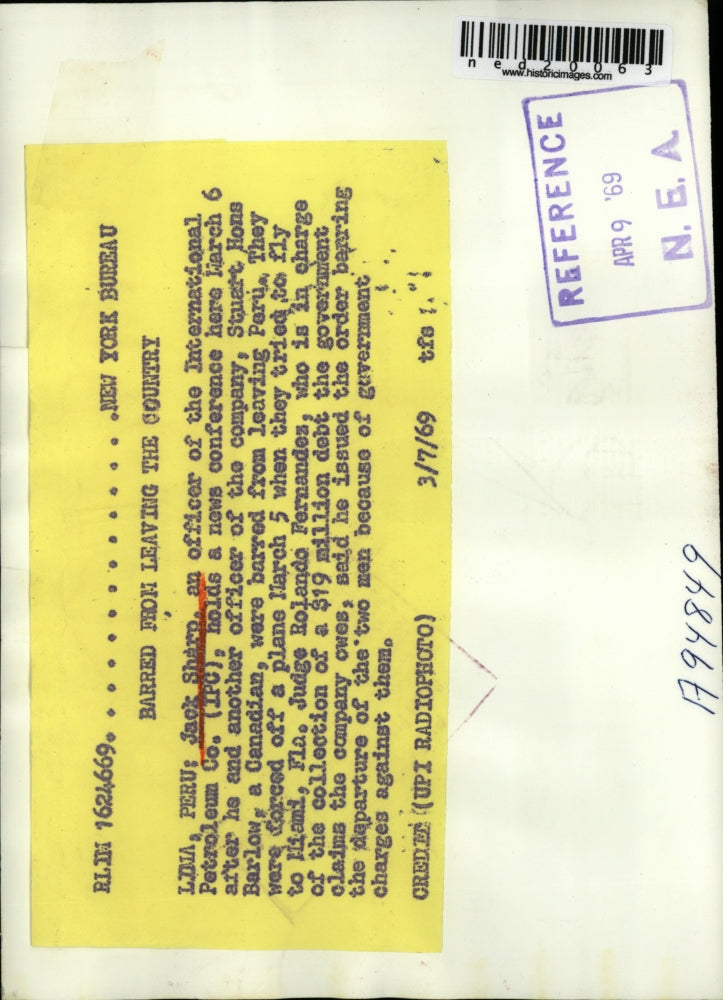 RLIM 1624669. . . . . . . . . . . . . . . .NEW YORK BUREAU
BARRED FROM LEAVING THE COUNTRY
LIMA, PERU: Jack Sharp, an officer of the International
Petroleum Co. (IPC), holds a news conference here March 6
after he and another officer of the company, Stuart Hons
Barlow, a Canadian, were barred from leaving Peru. They
were forced off a plane March 5 when they tried to fly
to Miami, Fla. Judge Rolando Fernandez, who is in charge
of the collection of a $19 million debt the government
claims the company owes, said he issued the order barring
the departure of the two men because of government
charges against them.
CREDIT (UPI RADIOPHOTO) 3/7/69 tfs
ned20063
www.historicimages.com
REFERENCE
APR 9 '69
N. E. A.
1794849